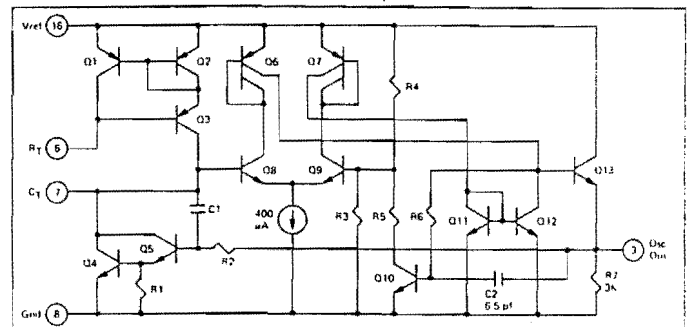 Vref 16
Q1
Q2
Q6
Q7
R4
Q3
RT 6
Q8
Q9
Q13
CT 7
C1
400
µA
R3
R5
R6
Q11
Q12
Q5
R2
Q4
Q10
3 Osc
Out
R1
C2
6.5 pf
R7
3K
Gnd 8